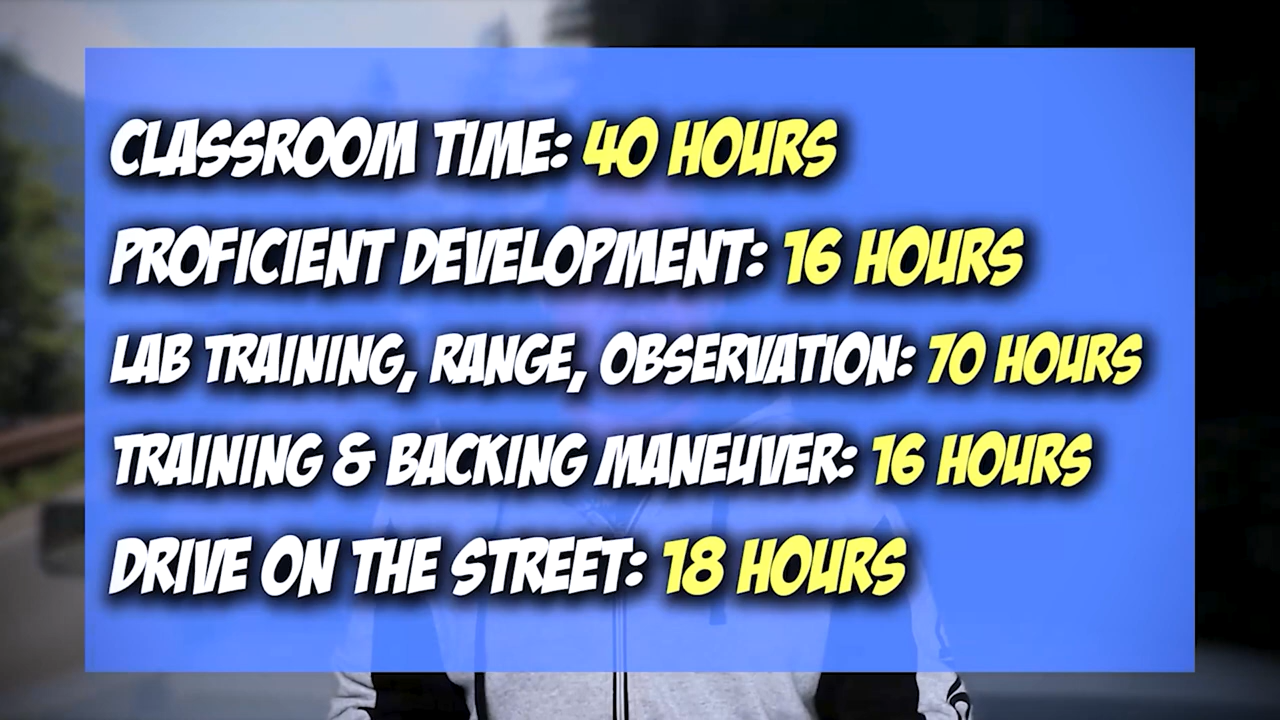 CLASSROOM TIME: 40 HOURS
PROFICIENT DEVELOPMENT: 16 HOURS
LAB TRAINING, RANGE, OBSERVATION: 70 HOURS
TRAINING & BACKING MANEUVER: 16 HOURS
DRIVE ON THE STREET: 18 HOURS